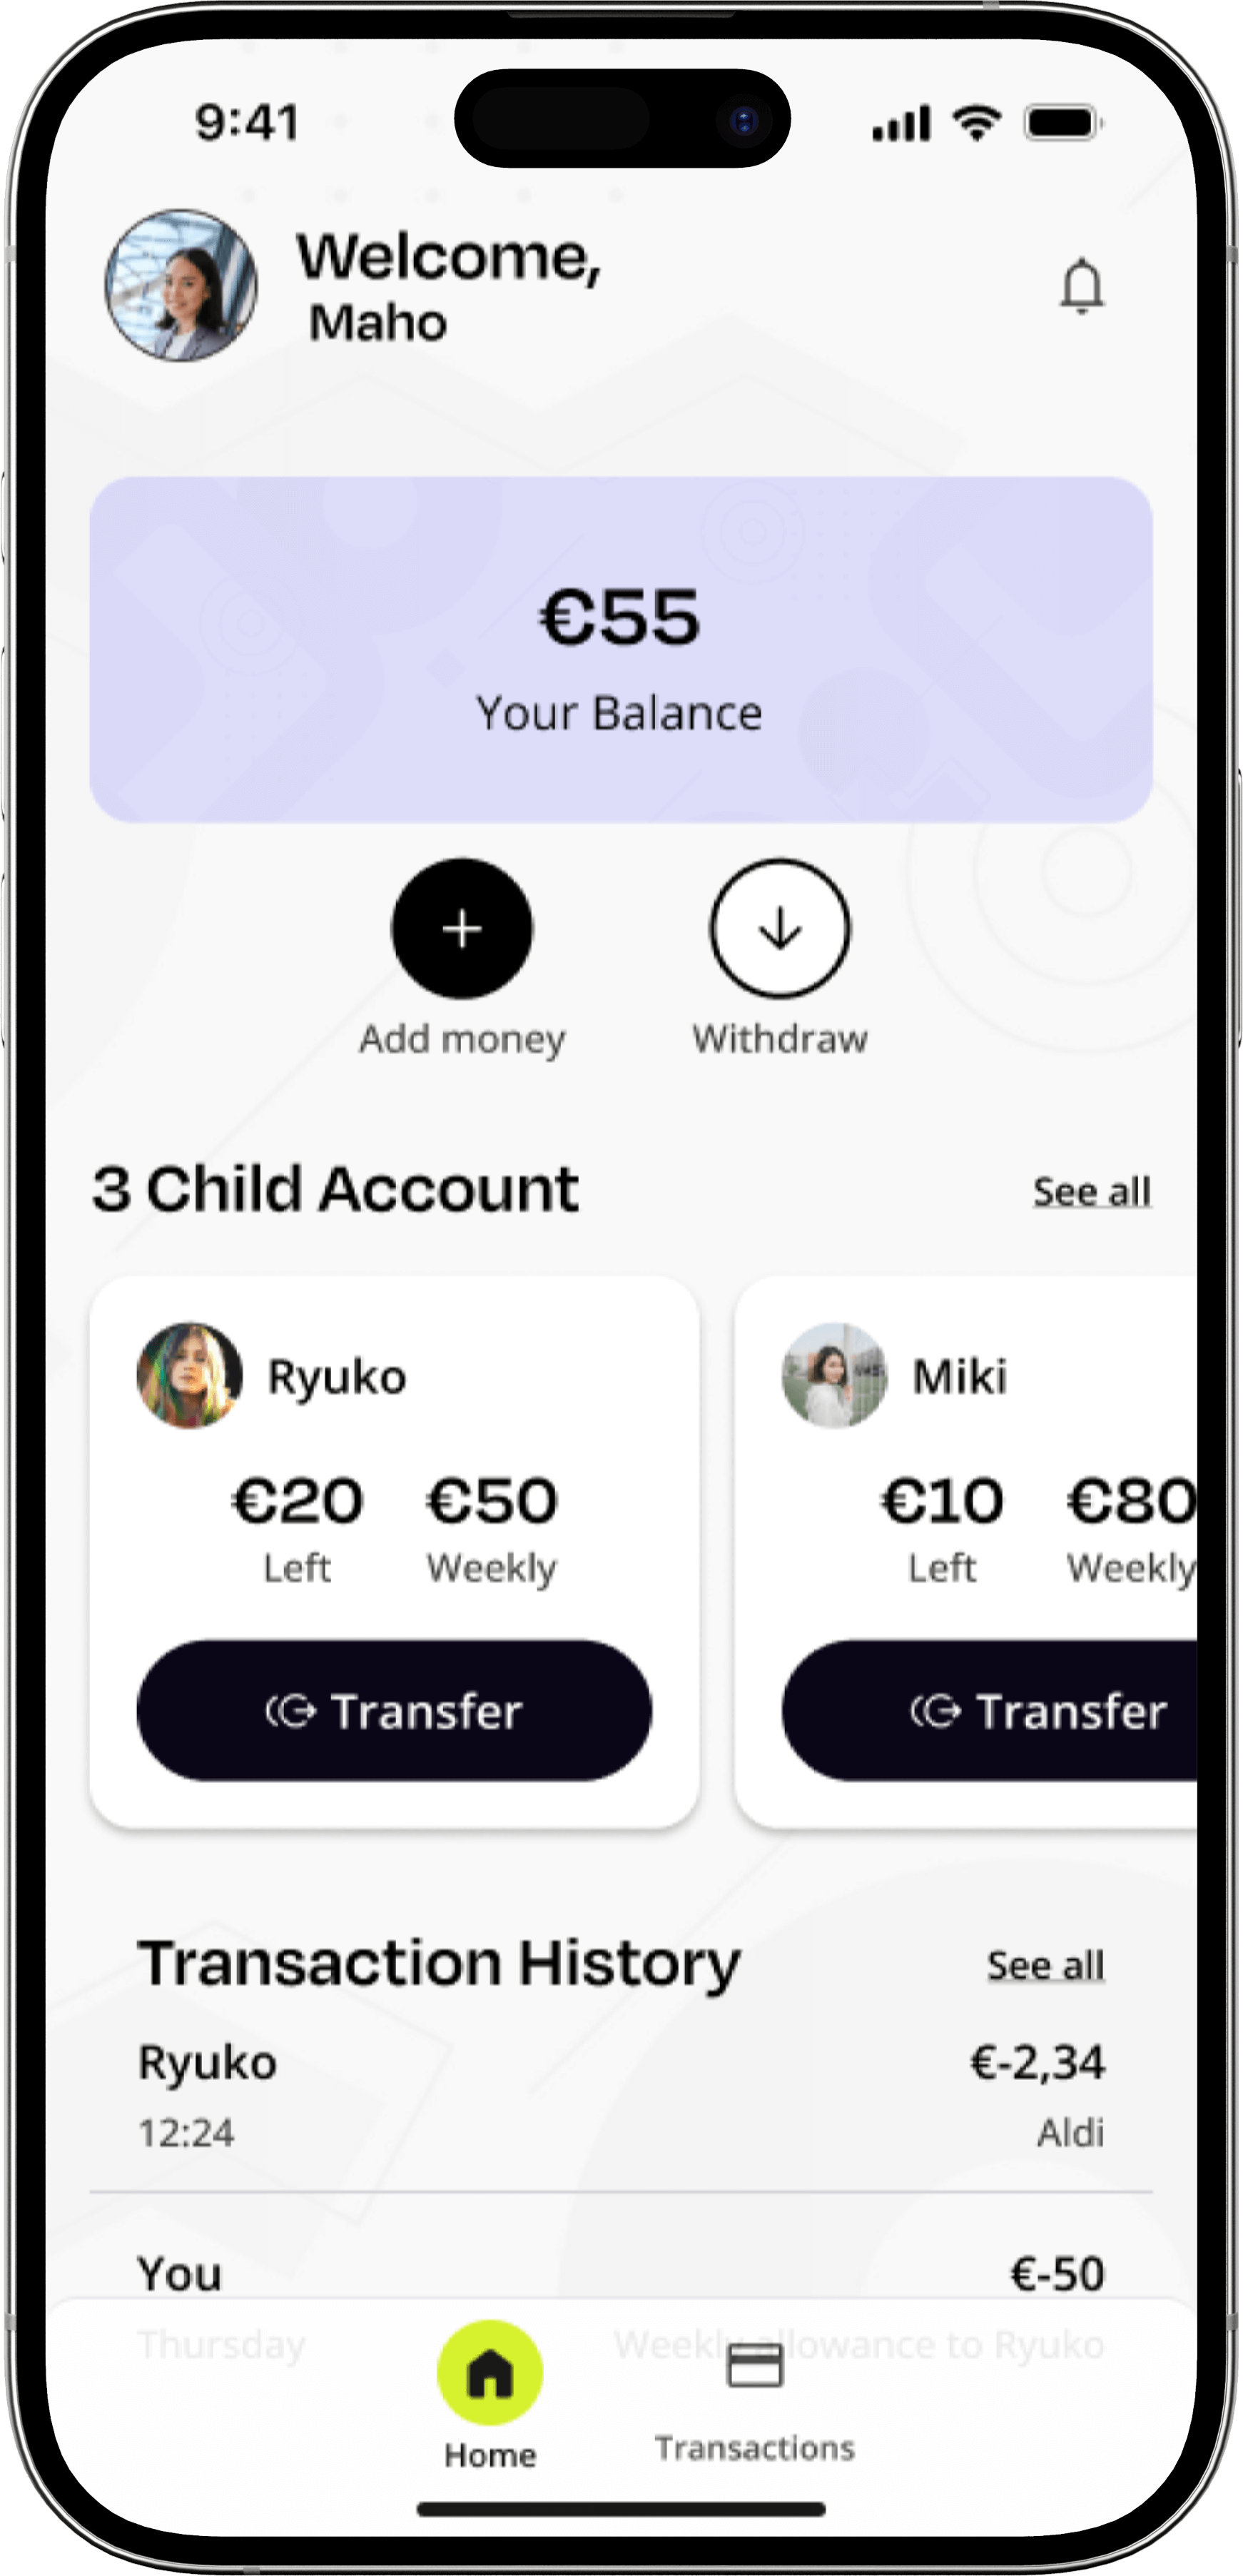 9:41
Welcome,
Maho
€55
Your Balance
Add money
Withdraw
3 Child Account
See all
Ryuko
€20 €50
Left Weekly
Transfer
Miki
€10 €80
Left Weekly
Transfer
Transaction History
See all
Ryuko
€-2,34
12:24
Aldi
You
€-50
Thursday
Weekly allowance to Ryuko
Home
Transactions